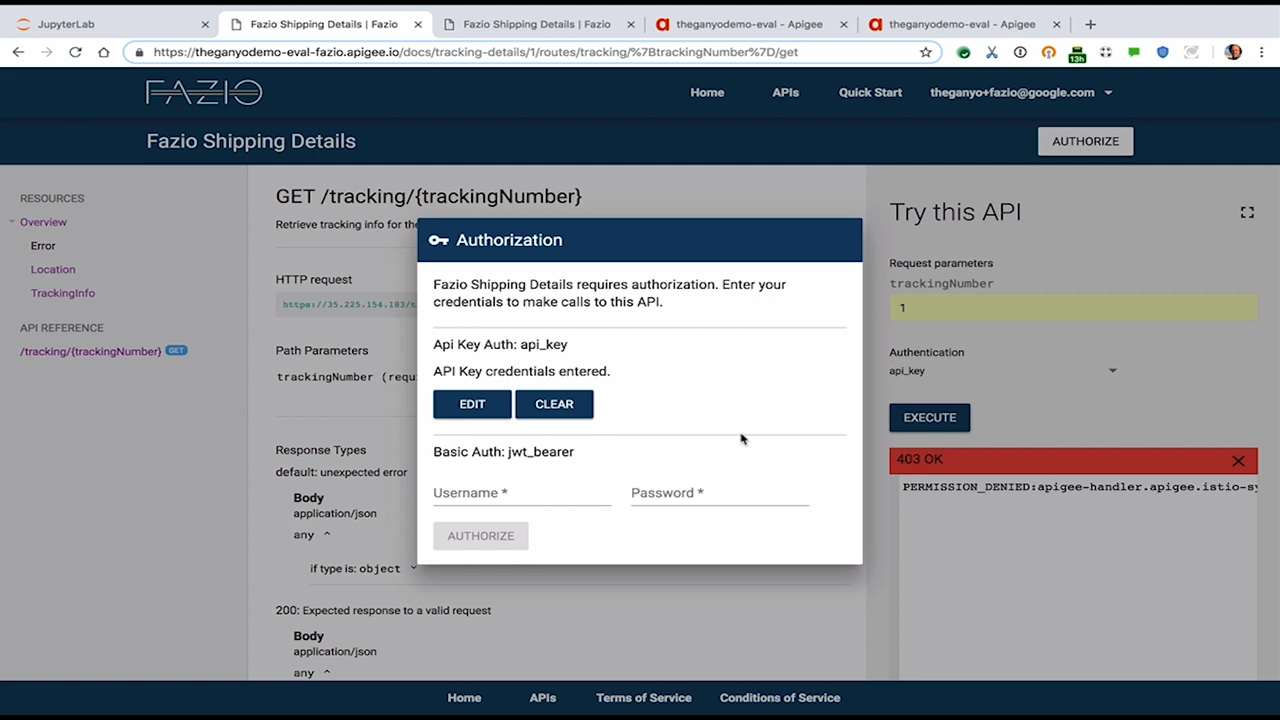 JupyterLab
Fazio Shipping Details | Fazio
Fazio Shipping Details | Fazio
theganyodemo-eval - Apigee
theganyodemo-eval - Apigee
https://theganyodemo-eval-fazio.apigee.io/docs/tracking-details/1/routes/tracking/%7BtrackingNumber%7D/get
13h
FAZIO
Home
APIs
Quick Start
theganyo+fazio@google.com
Fazio Shipping Details
AUTHORIZE
RESOURCES
Overview
Error
Location
TrackingInfo
API REFERENCE
/tracking/{trackingNumber} GET
GET /tracking/{trackingNumber}
Retrieve tracking info for the
HTTP request
https://35.225.154.183/t
Path Parameters
trackingNumber (requ
Response Types
default: unexpected error
Body
application/json
any
if type is: object
200: Expected response to a valid request
Body
application/json
any
Authorization
Fazio Shipping Details requires authorization. Enter your
credentials to make calls to this API.
Api Key Auth: api_key
API Key credentials entered.
EDIT
CLEAR
Basic Auth: jwt_bearer
Username *
Password *
AUTHORIZE
Try this API
Request parameters
trackingNumber
1
Authentication
api_key
EXECUTE
403 OK
PERMISSION_DENIED:apigee-handler.apigee.istio-sy
Home
APIs
Terms of Service
Conditions of Service